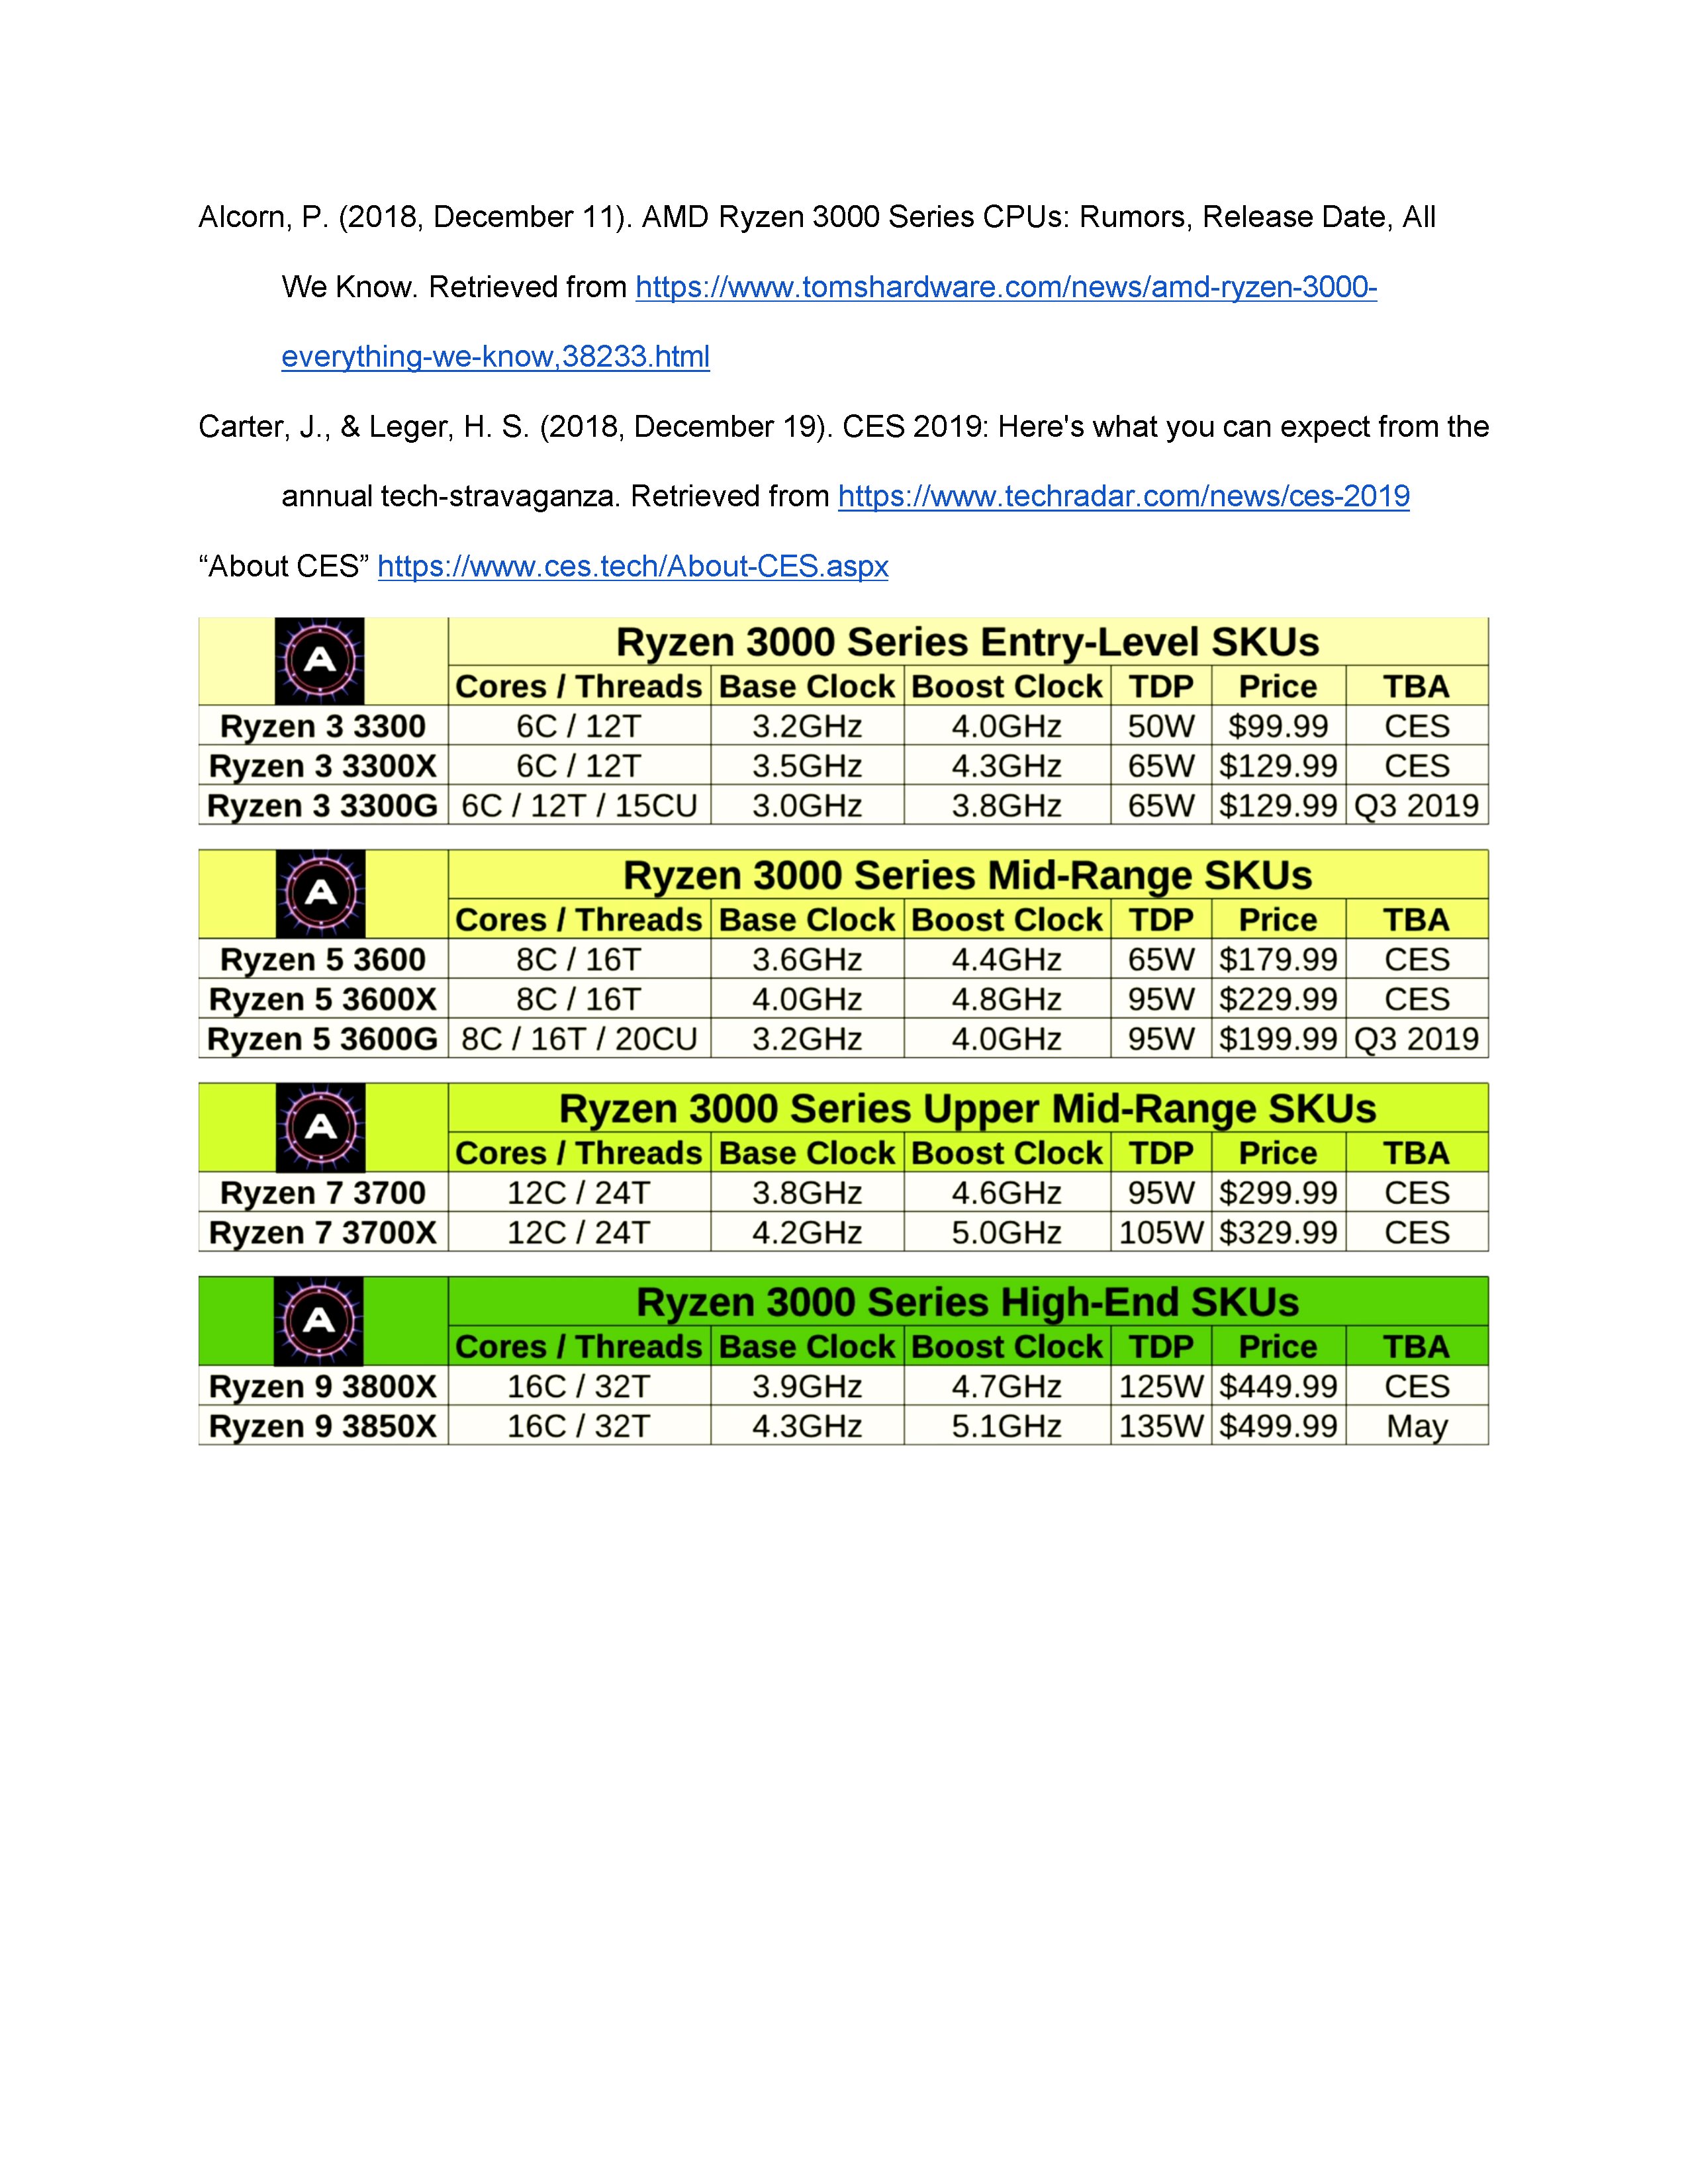 Alcorn, P. (2018, December 11). AMD Ryzen 3000 Series CPUs: Rumors, Release Date, All
We Know. Retrieved from https://www.tomshardware.com/news/amd-ryzen-3000-
everything-we-know,38233.html
Carter, J., & Leger, H. S. (2018, December 19). CES 2019: Here's what you can expect from the
annual tech-stravaganza. Retrieved from https://www.techradar.com/news/ces-2019
“About CES” https://www.ces.tech/About-CES.aspx
A Ryzen 3000 Series Entry-Level SKUs
Cores / Threads Base Clock Boost Clock TDP Price TBA
Ryzen 3 3300 6C / 12T 3.2GHz 4.0GHz 50W $99.99 CES
Ryzen 3 3300X 6C / 12T 3.5GHz 4.3GHz 65W $129.99 CES
Ryzen 3 3300G 6C / 12T / 15CU 3.0GHz 3.8GHz 65W $129.99 Q3 2019
A Ryzen 3000 Series Mid-Range SKUs
Cores / Threads Base Clock Boost Clock TDP Price TBA
Ryzen 5 3600 8C / 16T 3.6GHz 4.4GHz 65W $179.99 CES
Ryzen 5 3600X 8C / 16T 4.0GHz 4.8GHz 95W $229.99 CES
Ryzen 5 3600G 8C / 16T / 20CU 3.2GHz 4.0GHz 95W $199.99 Q3 2019
A Ryzen 3000 Series Upper Mid-Range SKUs
Cores / Threads Base Clock Boost Clock TDP Price TBA
Ryzen 7 3700 12C / 24T 3.8GHz 4.6GHz 95W $299.99 CES
Ryzen 7 3700X 12C / 24T 4.2GHz 5.0GHz 105W $329.99 CES
A Ryzen 3000 Series High-End SKUs
Cores / Threads Base Clock Boost Clock TDP Price TBA
Ryzen 9 3800X 16C / 32T 3.9GHz 4.7GHz 125W $449.99 CES
Ryzen 9 3850X 16C / 32T 4.3GHz 5.1GHz 135W $499.99 May